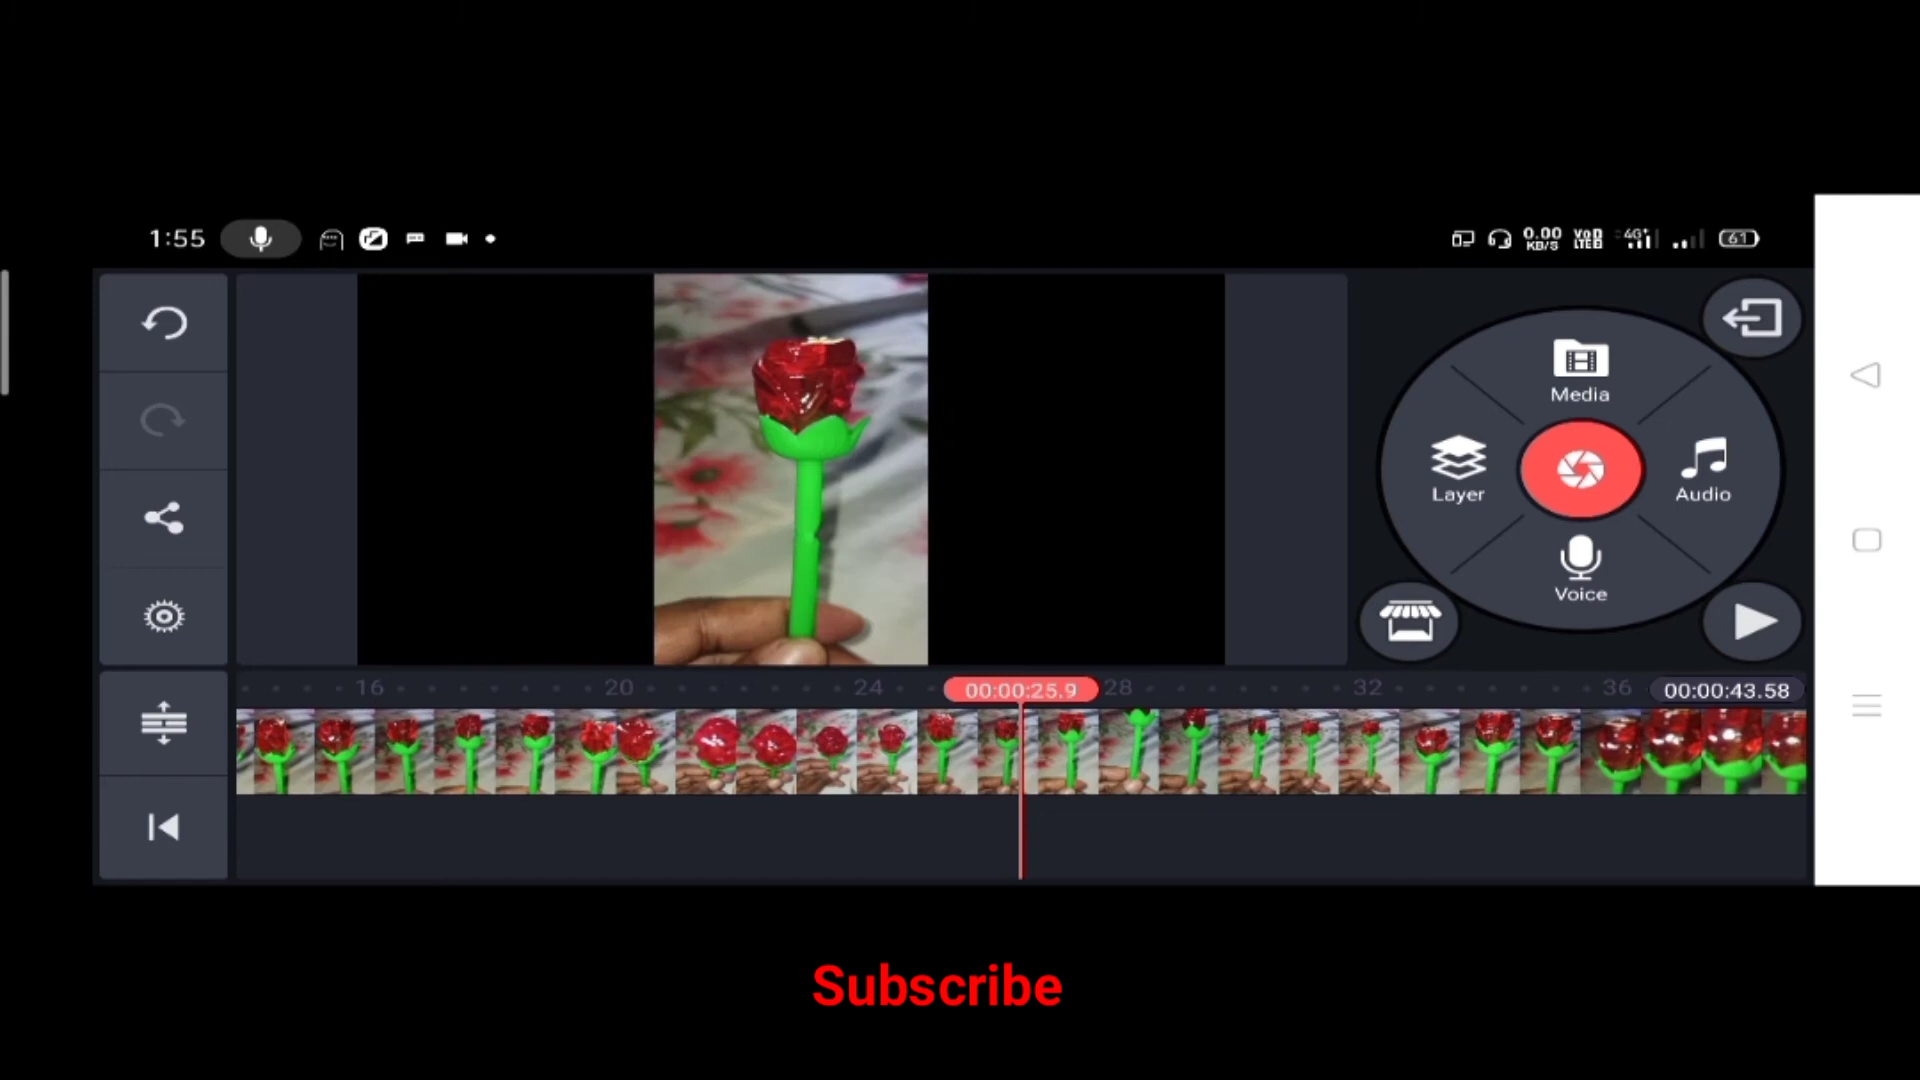 1:55
0.00
KB/S
VoD
LTED
4G+
61
Media
Layer
Audio
Voice
16
20
24
00:00:25.9
28
32
36
00:00:43.58
Subscribe